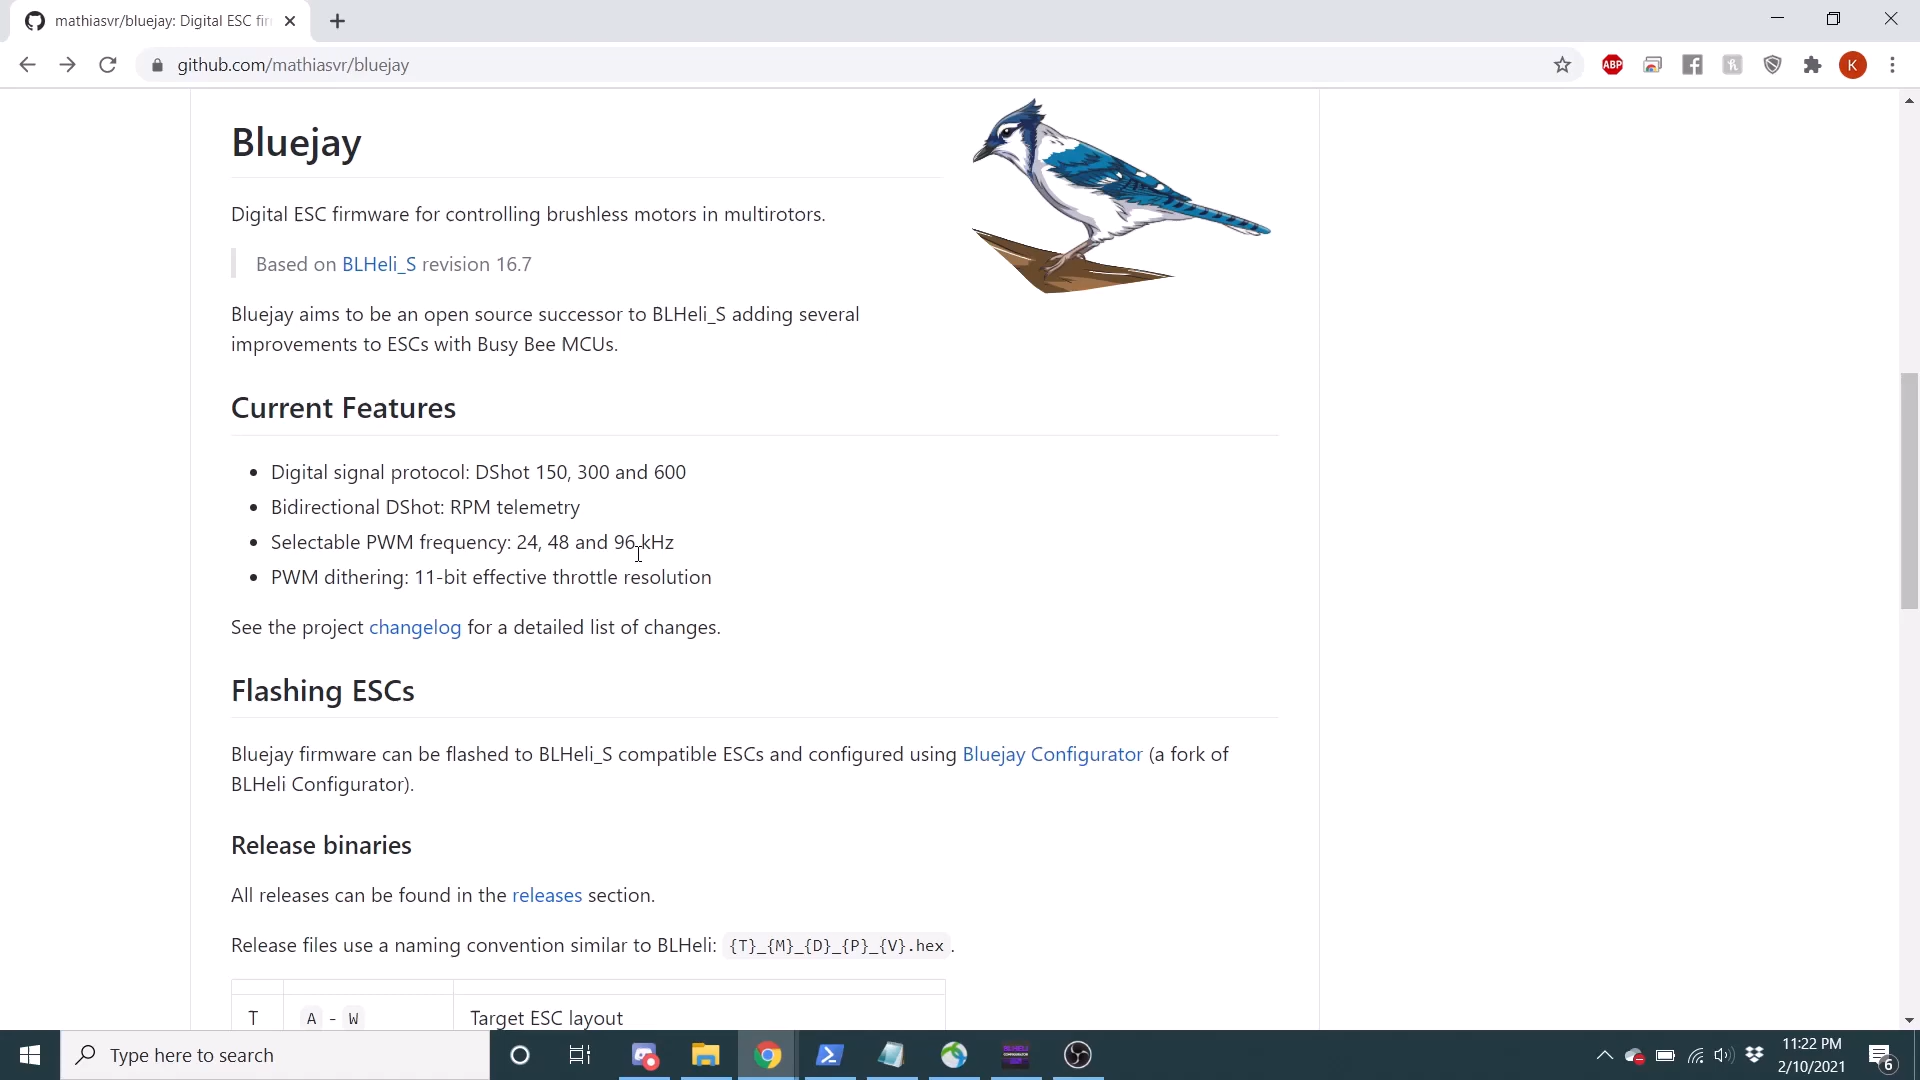 mathiasvr/bluejay: Digital ESC fir
github.com/mathiasvr/bluejay
ABP
K
Bluejay
Digital ESC firmware for controlling brushless motors in multirotors.
Based on BLHeli_S revision 16.7
Bluejay aims to be an open source successor to BLHeli_S adding several
improvements to ESCs with Busy Bee MCUs.
Current Features
Digital signal protocol: DShot 150, 300 and 600
Bidirectional DShot: RPM telemetry
Selectable PWM frequency: 24, 48 and 96 kHz
PWM dithering: 11-bit effective throttle resolution
See the project changelog for a detailed list of changes.
Flashing ESCs
Bluejay firmware can be flashed to BLHeli_S compatible ESCs and configured using Bluejay Configurator (a fork of
BLHeli Configurator).
Release binaries
All releases can be found in the releases section.
Release files use a naming convention similar to BLHeli: {T}_{M}_{D}_{P}_{V}.hex .
T A - W Target ESC layout
Type here to search
11:22 PM
2/10/2021
6